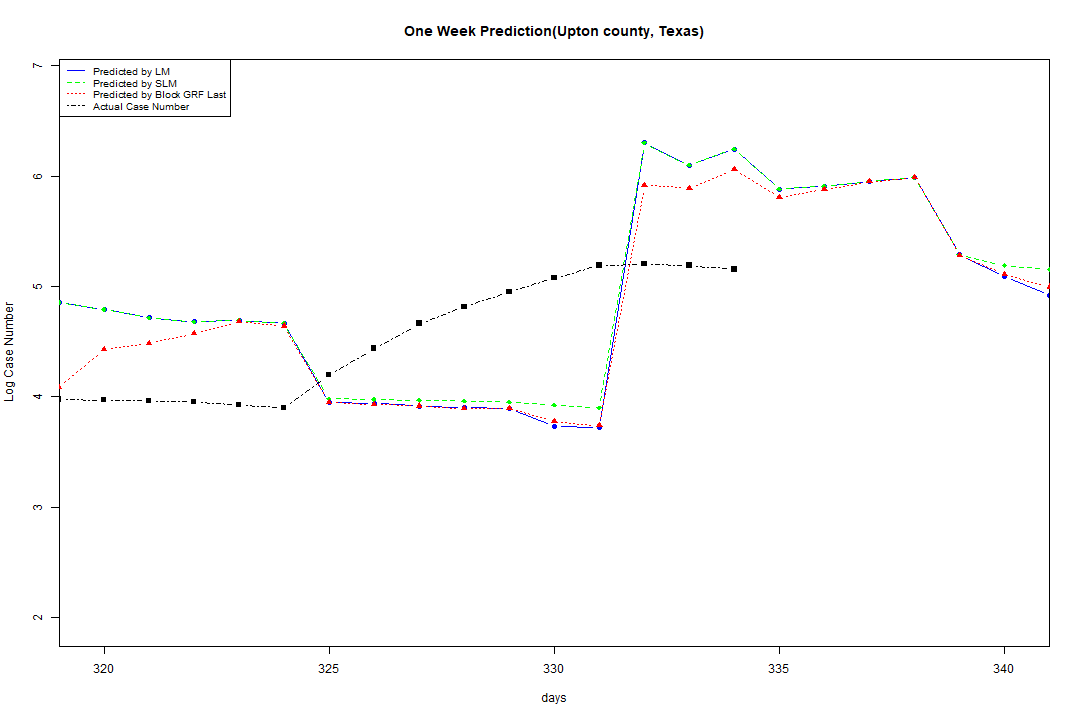 One Week Prediction(Upton county, Texas)
Predicted by LM
Predicted by SLM
Predicted by Block GRF Last
Actual Case Number
7
6
5
4
3
2
Log Case Number
320 325 330 335 340
days